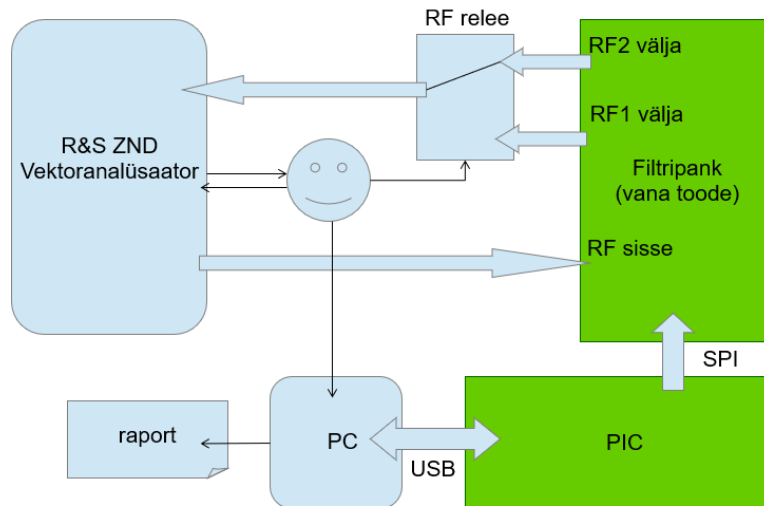 RF relee
RF2 välja
RF1 välja
R&S ZND
Vektoranalüsaator
Filtripank
(vana toode)
RF sisse
SPI
raport
PC
USB
PIC